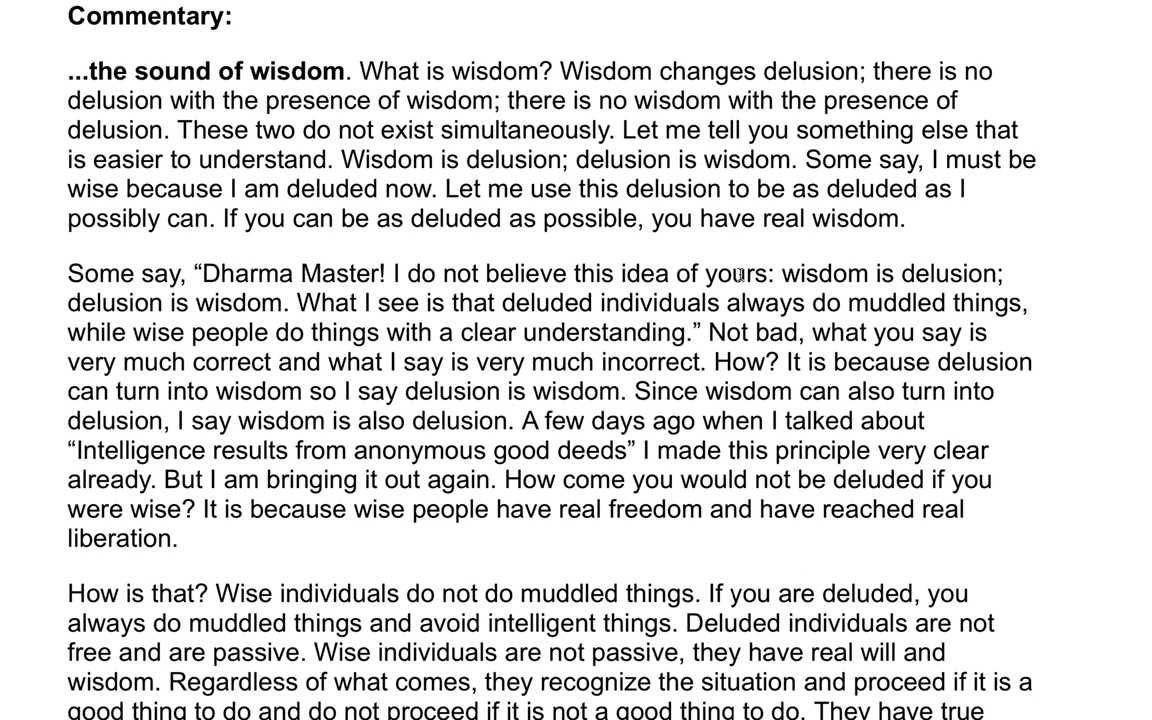 Commentary:
...the sound of wisdom. What is wisdom? Wisdom changes delusion; there is no
delusion with the presence of wisdom; there is no wisdom with the presence of
delusion. These two do not exist simultaneously. Let me tell you something else that
is easier to understand. Wisdom is delusion; delusion is wisdom. Some say, I must be
wise because I am deluded now. Let me use this delusion to be as deluded as I
possibly can. If you can be as deluded as possible, you have real wisdom.
Some say, “Dharma Master! I do not believe this idea of yours: wisdom is delusion;
delusion is wisdom. What I see is that deluded individuals always do muddled things,
while wise people do things with a clear understanding.” Not bad, what you say is
very much correct and what I say is very much incorrect. How? It is because delusion
can turn into wisdom so I say delusion is wisdom. Since wisdom can also turn into
delusion, I say wisdom is also delusion. A few days ago when I talked about
“Intelligence results from anonymous good deeds” I made this principle very clear
already. But I am bringing it out again. How come you would not be deluded if you
were wise? It is because wise people have real freedom and have reached real
liberation.
How is that? Wise individuals do not do muddled things. If you are deluded, you
always do muddled things and avoid intelligent things. Deluded individuals are not
free and are passive. Wise individuals are not passive, they have real will and
wisdom. Regardless of what comes, they recognize the situation and proceed if it is a
good thing to do and do not proceed if it is not a good thing to do. They have true